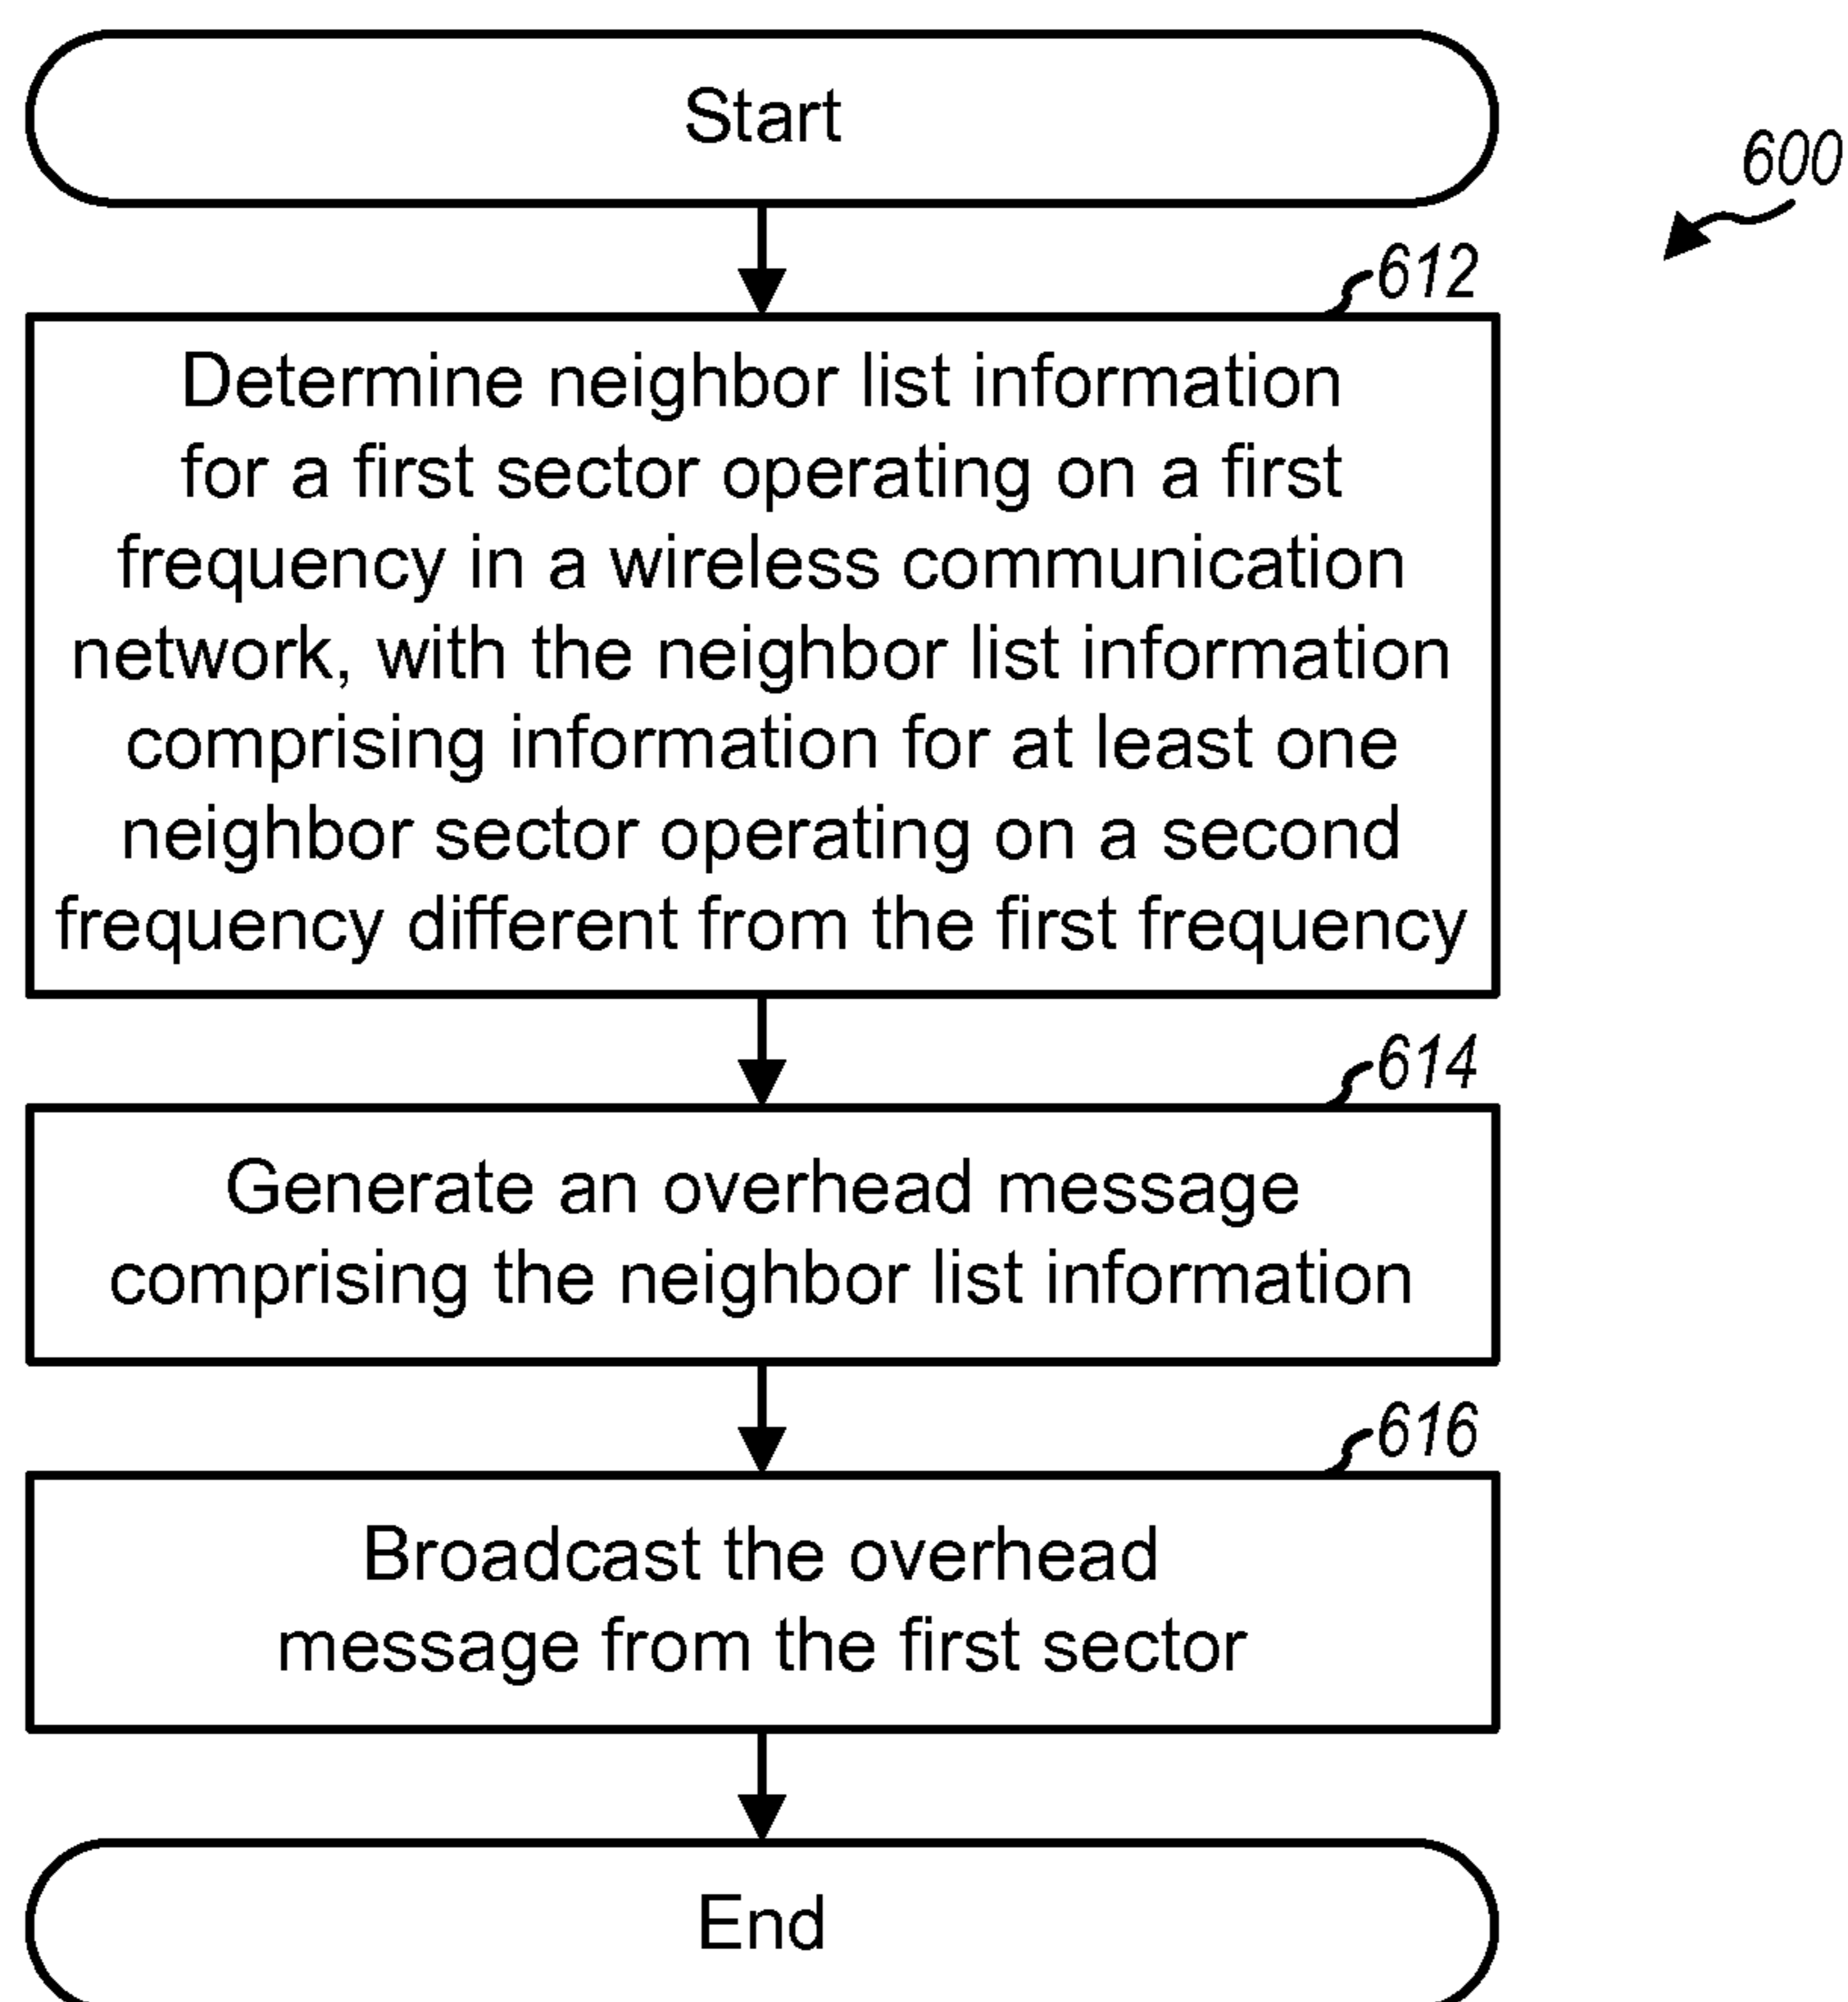 Start
600
612
Determine neighbor list information
for a first sector operating on a first
frequency in a wireless communication
network, with the neighbor list information
comprising information for at least one
neighbor sector operating on a second
frequency different from the first frequency
614
Generate an overhead message
comprising the neighbor list information
616
Broadcast the overhead
message from the first sector
End